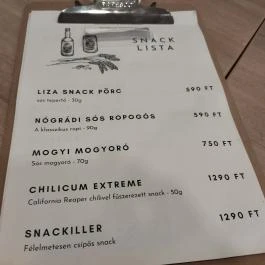 SNACK
LISTA
LIZA SNACK PÖRC 590 FT
sós tepertő - 50g
NÓGRÁDI SÓS ROPOGÓS 590 FT
A klasszikus ropi - 90g
MOGYI MOGYORÓ 750 FT
Sós mogyoró - 70g
CHILICUM EXTREME 1290 FT
California Reaper chilivel fűszerezett snack - 50g
SNACKILLER 1290 FT
Félelmetesen csípős snack